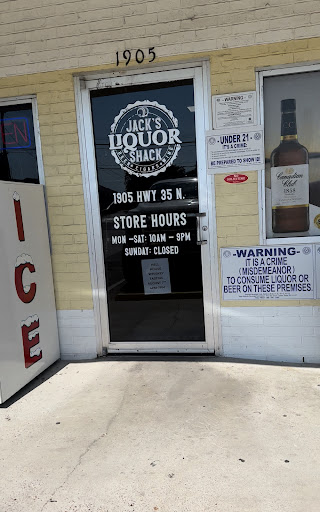 1905
JACK'S
LIQUOR
SHACK
1905 HWY 35 N.
STORE HOURS
MON -SAT: 10AM - 9PM
SUNDAY: CLOSED
EN
ICE
-WARNING-
-UNDER 21-
IT'S A CRIME
BE PREPARED TO SHOW I.D.
Canadian
Club
-WARNING-
IT IS A CRIME
(MISDEMEANOR)
TO CONSUME LIQUOR OR
BEER ON THESE PREMISES.